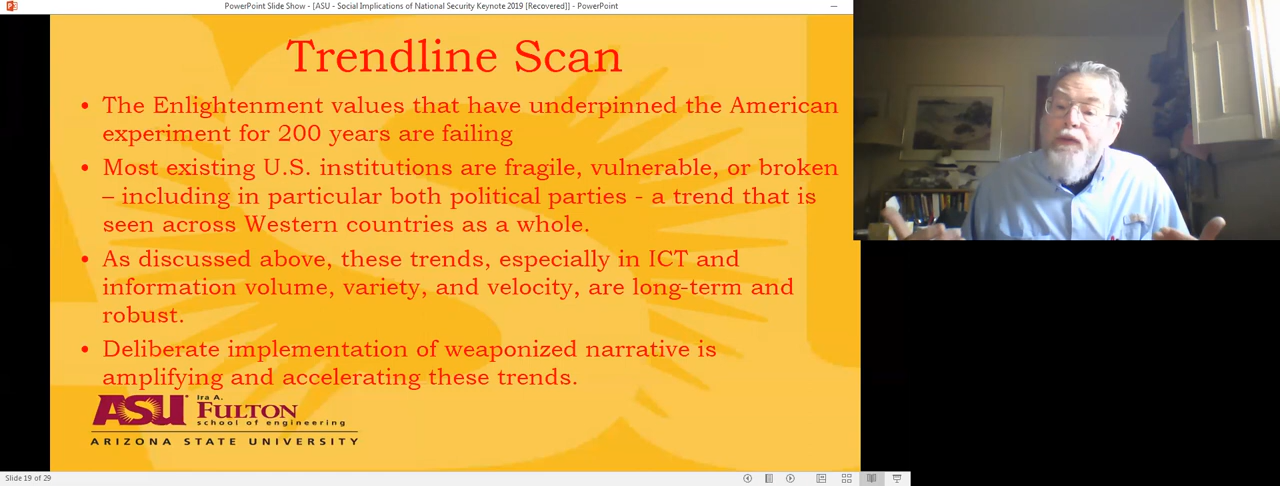 PowerPoint Slide Show - [ASU - Social Implications of National Security Keynote 2019 [Recovered]] - PowerPoint
Trendline Scan
• The Enlightenment values that have underpinned the American
experiment for 200 years are failing
• Most existing U.S. institutions are fragile, vulnerable, or broken
– including in particular both political parties - a trend that is
seen across Western countries as a whole.
• As discussed above, these trends, especially in ICT and
information volume, variety, and velocity, are long-term and
robust.
• Deliberate implementation of weaponized narrative is
amplifying and accelerating these trends.
ASU Ira A.
FULTON
school of engineering
ARIZONA STATE UNIVERSITY
Slide 19 of 29